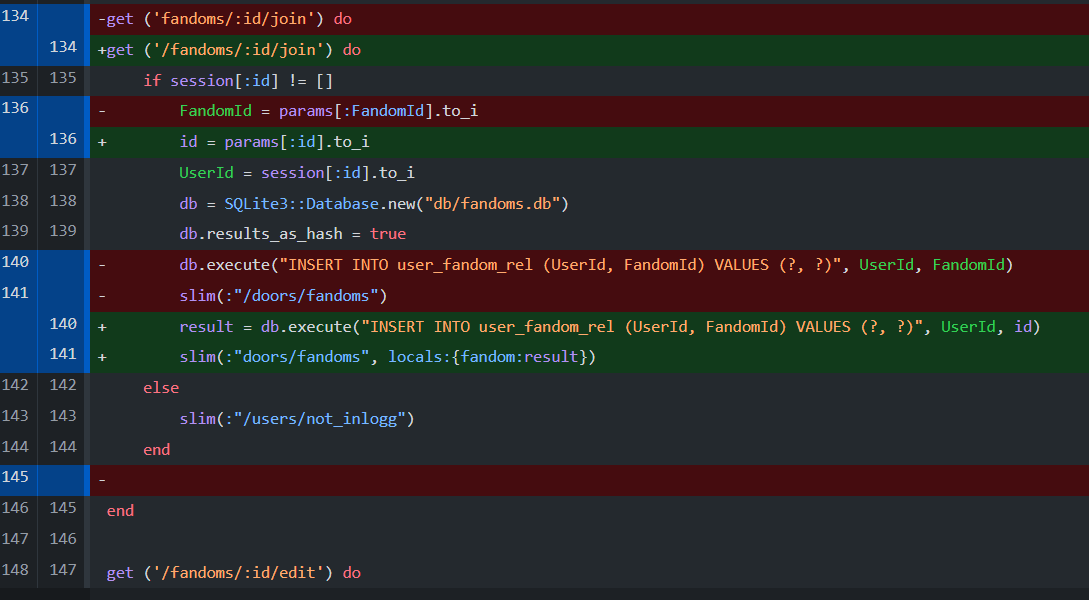 134 -get ('fandoms/:id/join') do
134 +get ('/fandoms/:id/join') do
135 135 if session[:id] != []
136 - FandomId = params[:FandomId].to_i
136 + id = params[:id].to_i
137 137 UserId = session[:id].to_i
138 138 db = SQLite3::Database.new("db/fandoms.db")
139 139 db.results_as_hash = true
140 - db.execute("INSERT INTO user_fandom_rel (UserId, FandomId) VALUES (?, ?)", UserId, FandomId)
141 - slim(:"/doors/fandoms")
140 + result = db.execute("INSERT INTO user_fandom_rel (UserId, FandomId) VALUES (?, ?)", UserId, id)
141 + slim(:"doors/fandoms", locals:{fandom:result})
142 142 else
143 143 slim(:"/users/not_inlogg")
144 144 end
145 -
146 145 end
147 146
148 147 get ('/fandoms/:id/edit') do